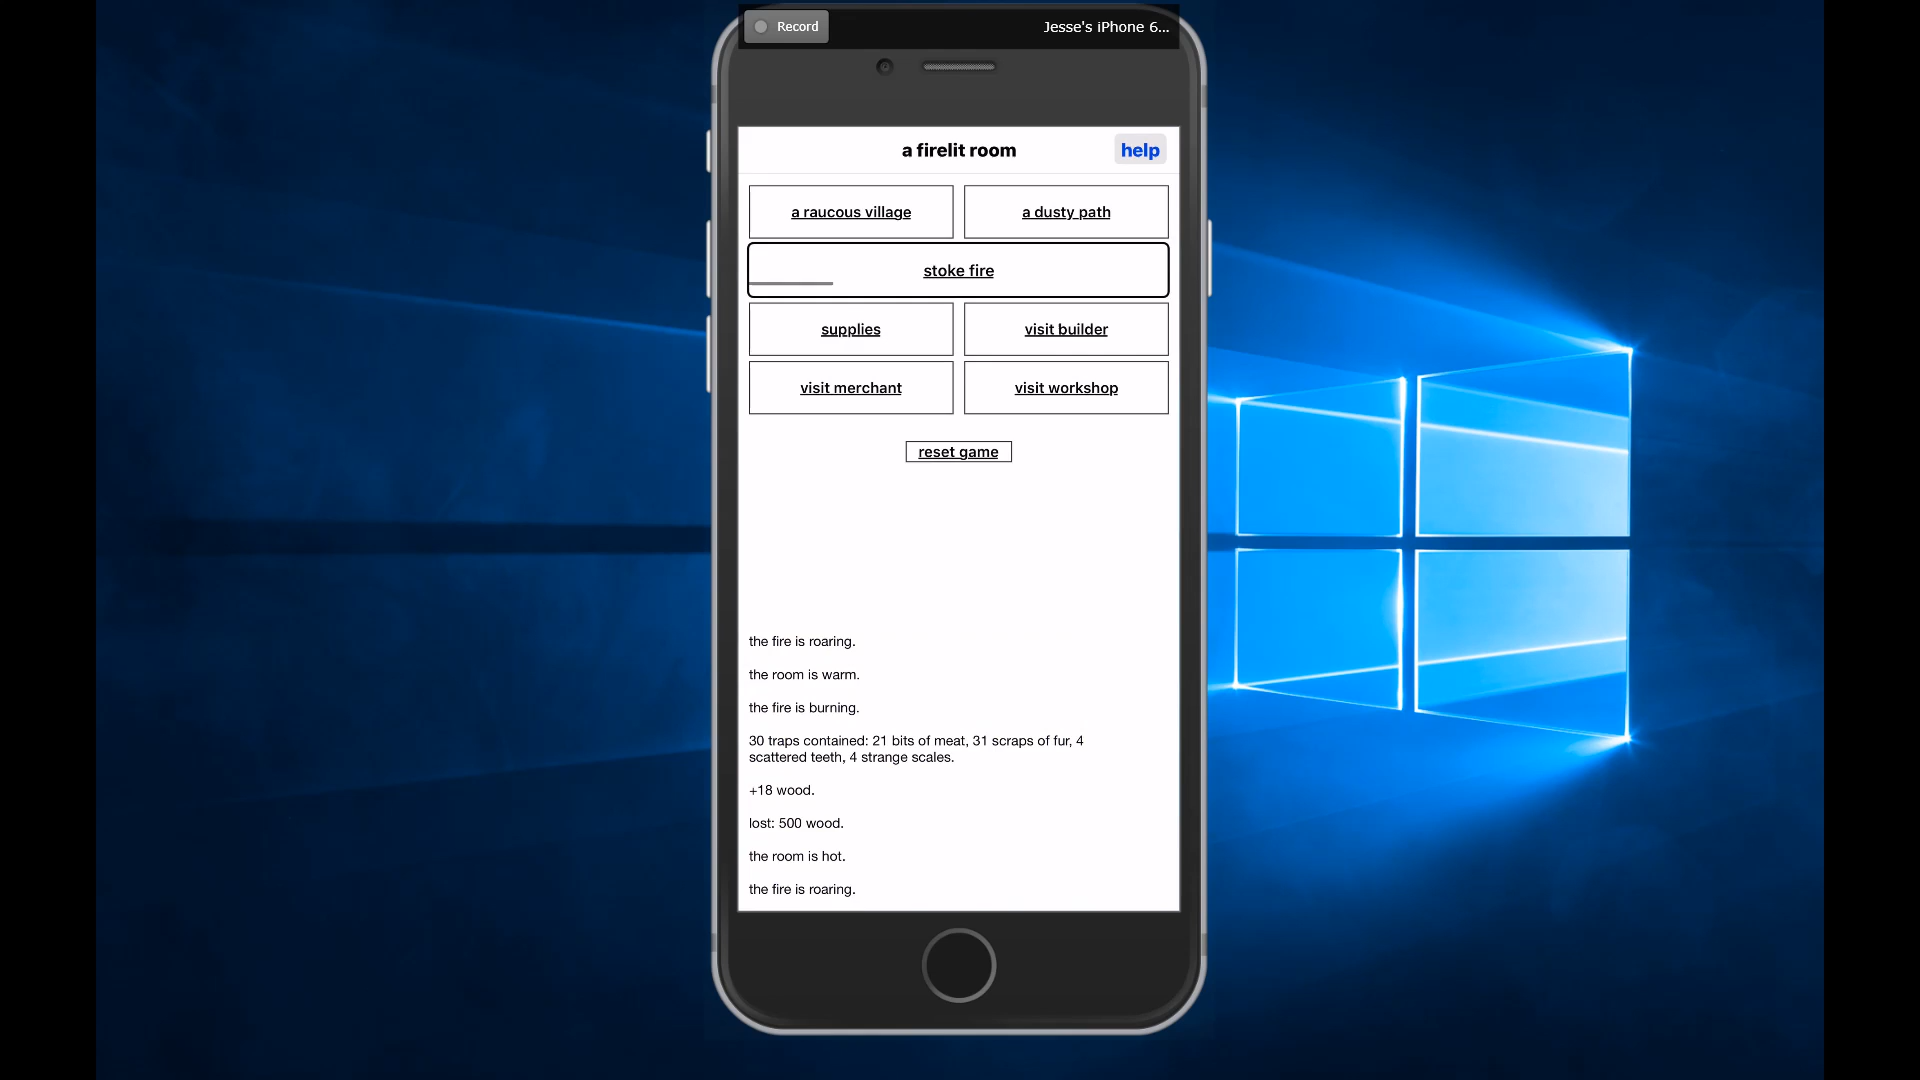 Record
Jesse's iPhone 6...
a firelit room
help
a raucous village
a dusty path
stoke fire
supplies
visit builder
visit merchant
visit workshop
reset game
the fire is roaring.
the room is warm.
the fire is burning.
30 traps contained: 21 bits of meat, 31 scraps of fur, 4
scattered teeth, 4 strange scales.
+18 wood.
lost: 500 wood.
the room is hot.
the fire is roaring.